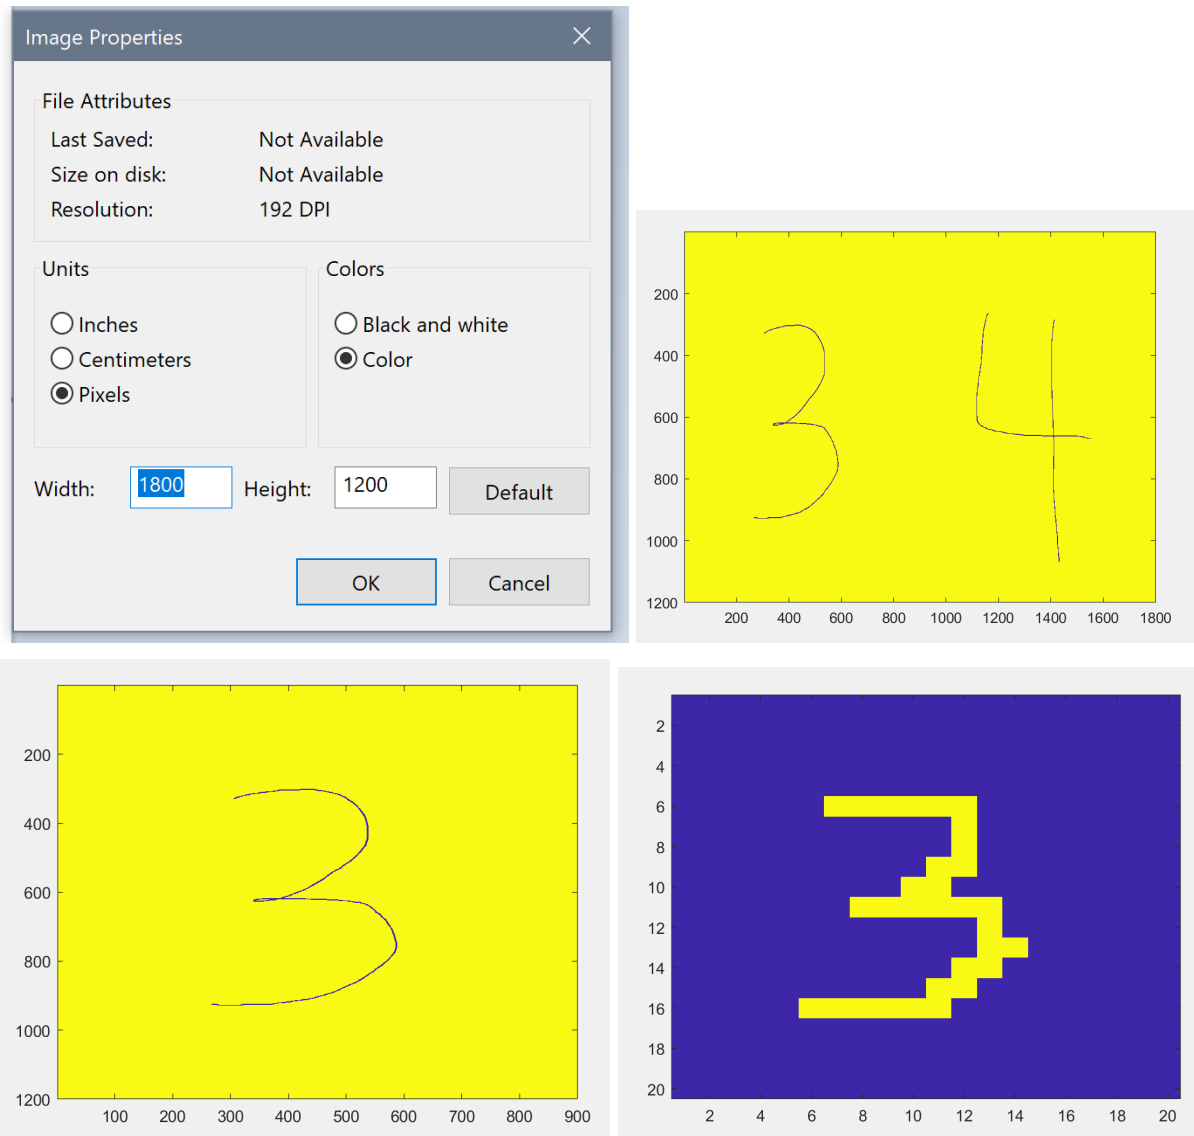 Image Properties
File Attributes
Last Saved: Not Available
Size on disk: Not Available
Resolution: 192 DPI
Units
Inches
Centimeters
Pixels
Colors
Black and white
Color
Width: 1800 Height: 1200 Default
OK Cancel
200
400
600
800
1000
1200
200 400 600 800 1000 1200 1400 1600 1800
3 4
200
400
600
800
1000
1200
100 200 300 400 500 600 700 800 900
3
2
4
6
8
10
12
14
16
18
20
2 4 6 8 10 12 14 16 18 20
3